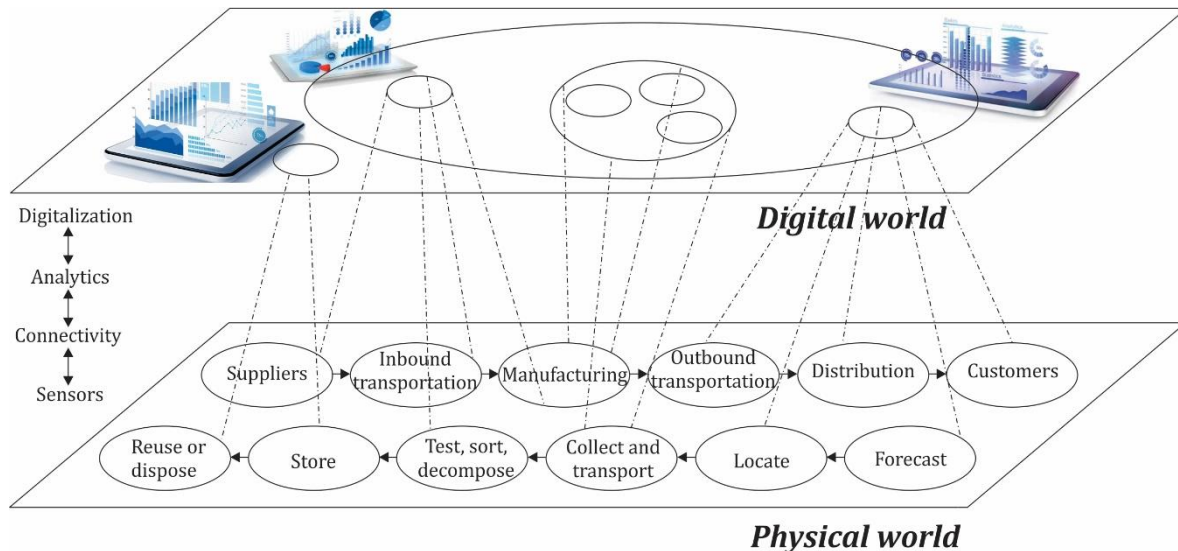 Digital world
Digitalization
Analytics
Connectivity
Sensors
Suppliers
Inbound
transportation
Manufacturing
Outbound
transportation
Distribution
Customers
Reuse or
dispose
Store
Test, sort,
decompose
Collect and
transport
Locate
Forecast
Physical world